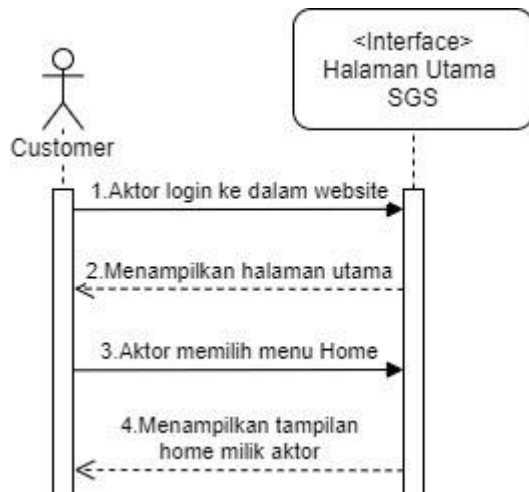 <Interface>
Halaman Utama
SGS
Customer
1.Aktor login ke dalam website
2.Menampilkan halaman utama
3.Aktor memilih menu Home
4.Menampilkan tampilan
home milik aktor